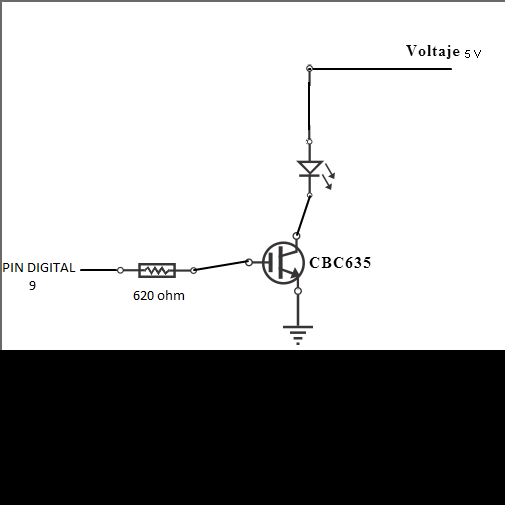 Voltaje 5 V
CBC635
PIN DIGITAL
9
620 ohm